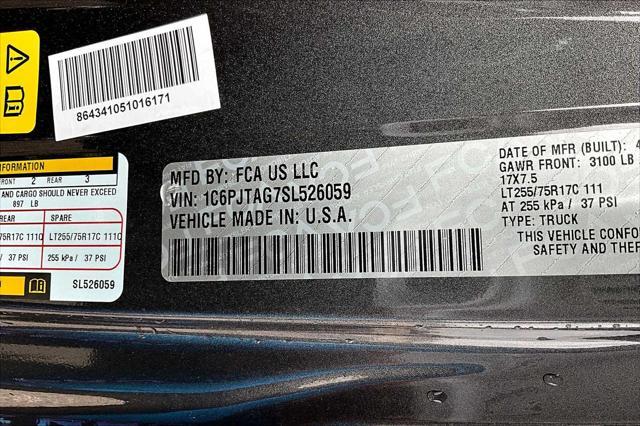 864341051016171
INFORMATION
FRONT 2 REAR 3
AND CARGO SHOULD NEVER EXCEED
897 LB
SPARE
/75R17C 111Q LT255/75R17C 111Q
/ 37 PSI 255 kPa / 37 PSI
SL526059
MFD BY: FCA US LLC
VIN: 1C6PJTAG7SL526059
VEHICLE MADE IN: U.S.A.
DATE OF MFR (BUILT): 4
GAWR FRONT: 3100 LB
17X7.5
LT255/75R17C 111
AT 255 kPa / 37 PSI
TYPE: TRUCK
THIS VEHICLE CONFO
SAFETY AND THEF